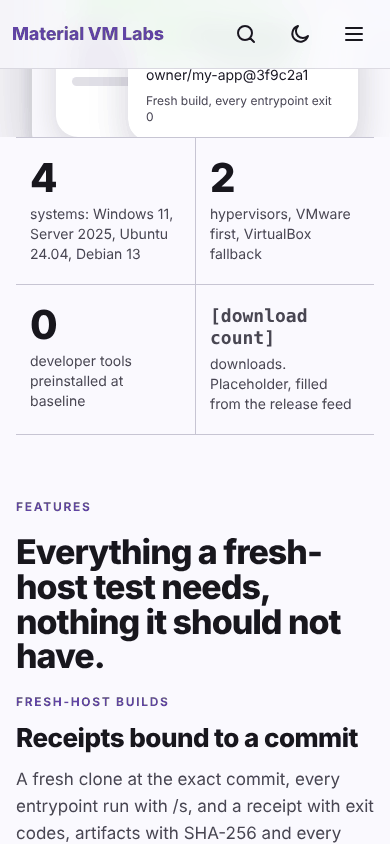 Material VM Labs
owner/my-app@3f9c2a1
Fresh build, every entrypoint exit
0
4
systems: Windows 11,
Server 2025, Ubuntu
24.04, Debian 13
2
hypervisors, VMware
first, VirtualBox
fallback
0
developer tools
preinstalled at
baseline
[download
count]
downloads.
Placeholder, filled
from the release feed
FEATURES
Everything a fresh-
host test needs,
nothing it should not
have.
FRESH-HOST BUILDS
Receipts bound to a commit
A fresh clone at the exact commit, every
entrypoint run with /s, and a receipt with exit
codes, artifacts with SHA-256 and every